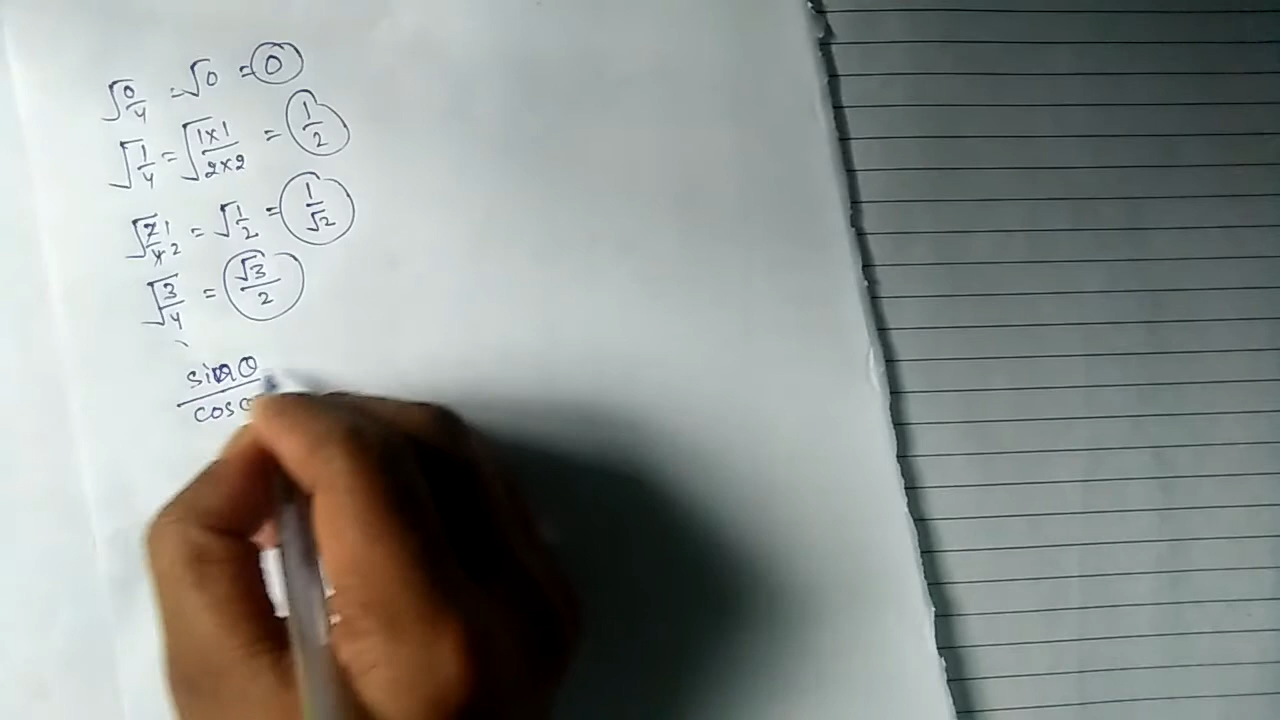 √0/4 = √0 = 0
√1/4 = √1×1/2×2 = 1/2
√2/4 1/2 = √1/2 = 1/√2
√3/4 = √3/2
sinθ
cos